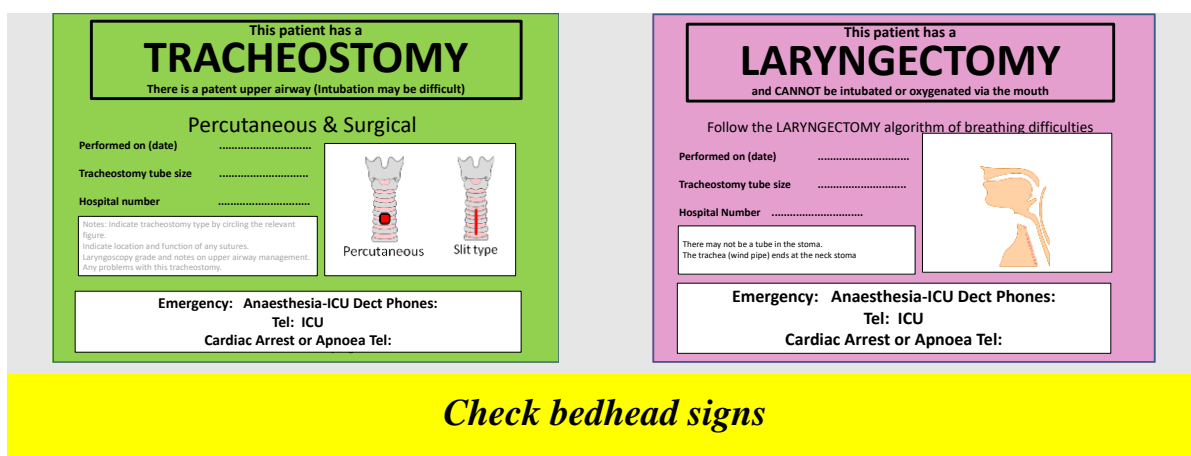 This patient has a
TRACHEOSTOMY
There is a patent upper airway (Intubation may be difficult)
Percutaneous & Surgical
Performed on (date) ...............................
Tracheostomy tube size ..............................
Hospital number ...............................
Notes: Indicate tracheostomy type by circling the relevant
figure.
Indicate location and function of any sutures.
Laryngoscopy grade and notes on upper airway management.
Any problems with this tracheostomy.
Percutaneous
Slit type
Emergency: Anaesthesia-ICU Dect Phones:
Tel: ICU
Cardiac Arrest or Apnoea Tel:
This patient has a
LARYNGECTOMY
and CANNOT be intubated or oxygenated via the mouth
Follow the LARYNGECTOMY algorithm of breathing difficulties
Performed on (date) ...............................
Tracheostomy tube size ..............................
Hospital Number ...............................
There may not be a tube in the stoma.
The trachea (wind pipe) ends at the neck stoma
Emergency: Anaesthesia-ICU Dect Phones:
Tel: ICU
Cardiac Arrest or Apnoea Tel:
Check bedhead signs